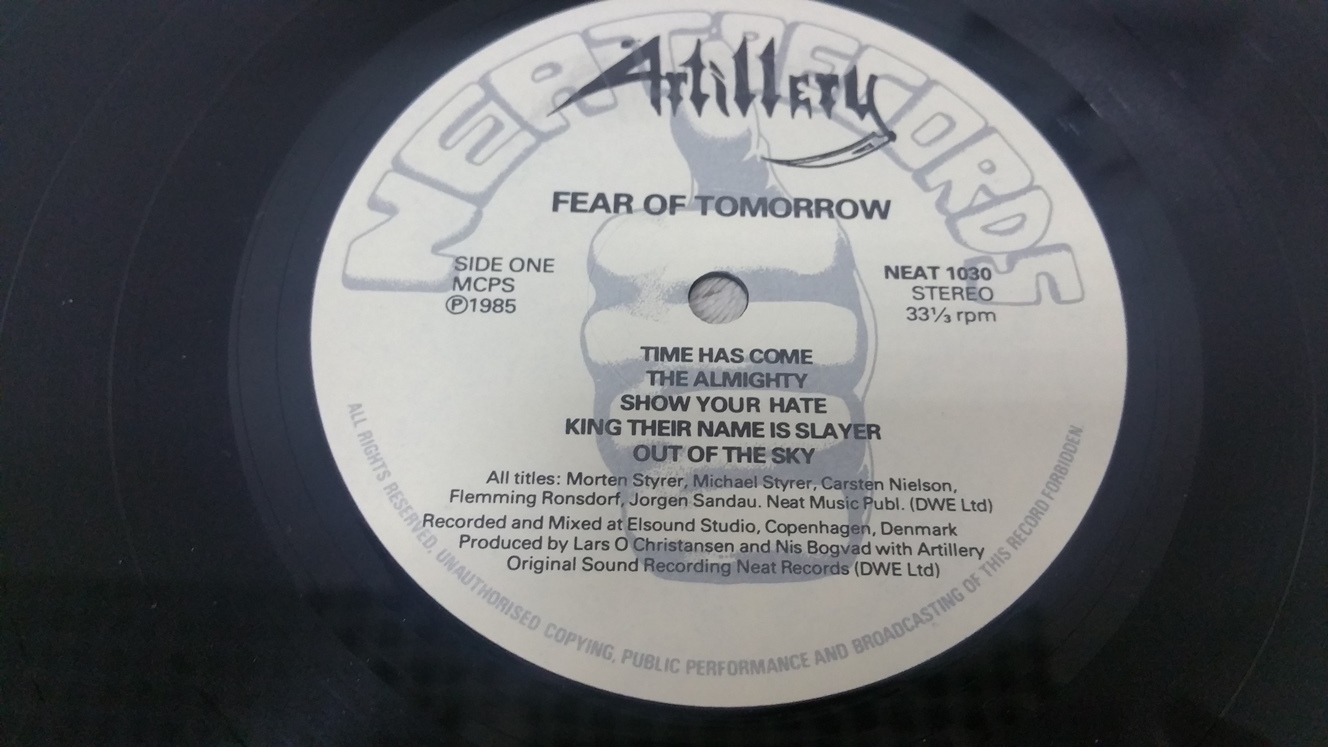 NEAT RECORDS
Artillery
FEAR OF TOMORROW
SIDE ONE
MCPS
Ⓟ1985
NEAT 1030
STEREO
33⅓ rpm
TIME HAS COME
THE ALMIGHTY
SHOW YOUR HATE
KING THEIR NAME IS SLAYER
OUT OF THE SKY
All titles: Morten Styrer, Michael Styrer, Carsten Nielson,
Flemming Ronsdorf, Jorgen Sandau. Neat Music Publ. (DWE Ltd)
Recorded and Mixed at Elsound Studio, Copenhagen, Denmark
Produced by Lars O Christansen and Nis Bogvad with Artillery
Original Sound Recording Neat Records (DWE Ltd)
ALL RIGHTS RESERVED. UNAUTHORISED COPYING, PUBLIC PERFORMANCE AND BROADCASTING OF THIS RECORD FORBIDDEN.